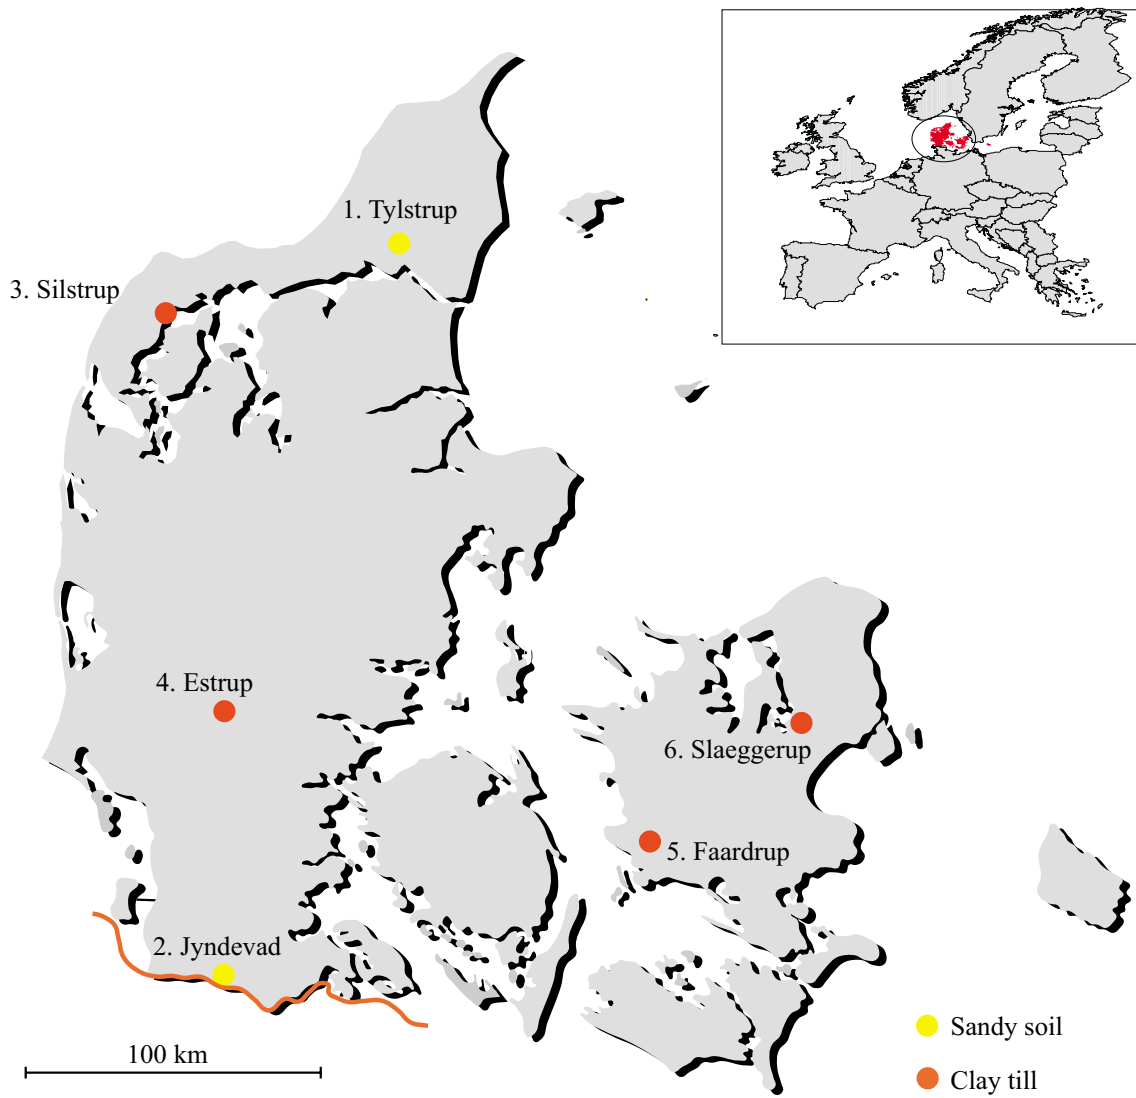 1. Tylstrup
3. Silstrup
4. Estrup
6. Slaeggerup
5. Faardrup
2. Jyndevad
Sandy soil
100 km
Clay till